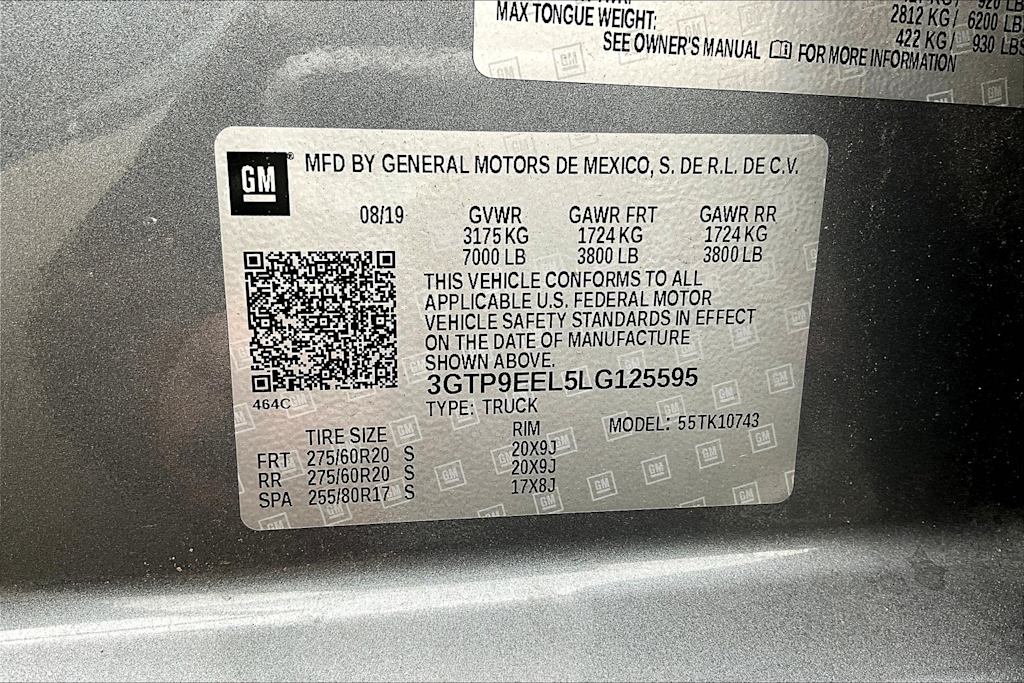 920 LB
MAX TONGUE WEIGHT: 2812 KG/ 6200 LBS
422 KG/ 930 LBS
SEE OWNER'S MANUAL FOR MORE INFORMATION
GM ® MFD BY GENERAL MOTORS DE MEXICO, S. DE R.L. DE C.V.
08/19 GVWR GAWR FRT GAWR RR
3175 KG 1724 KG 1724 KG
7000 LB 3800 LB 3800 LB
THIS VEHICLE CONFORMS TO ALL
APPLICABLE U.S. FEDERAL MOTOR
VEHICLE SAFETY STANDARDS IN EFFECT
ON THE DATE OF MANUFACTURE
SHOWN ABOVE.
3GTP9EEL5LG125595
464C
TYPE: TRUCK
MODEL: 55TK10743
TIRE SIZE RIM
FRT 275/60R20 S 20X9J
RR 275/60R20 S 20X9J
SPA 255/80R17 S 17X8J